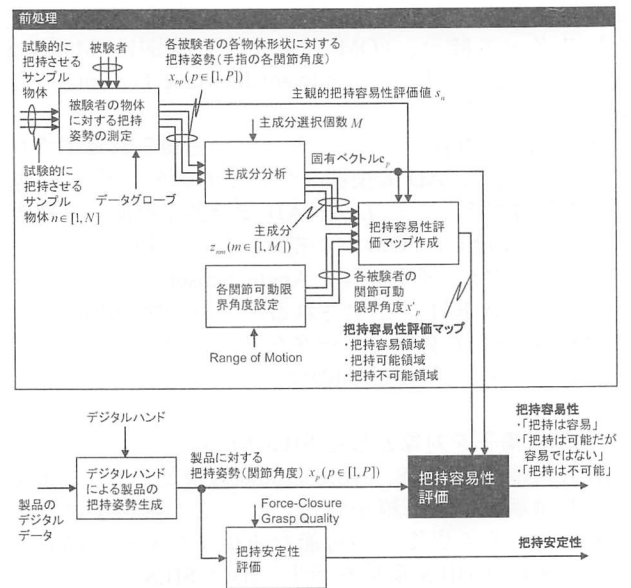 前処理
試験的に
把持させる
サンプル
物体
被験者
各被験者の各物体形状に対する
把持姿勢(手指の各関節角度)
x_np(p∈[1,P])
主観的把持容易性評価値 s_n
被験者の物体
に対する把持
姿勢の測定
主成分選択個数 M
固有ベクトルe_p
主成分分析
試験的に
把持させる
サンプル
物体 n∈[1,N]
データグローブ
主成分
z_nm(m∈[1,M])
把持容易性評
価マップ作成
各関節可動限
界角度設定
各被験者の
関節可動
限界角度 x'_p
Range of Motion
把持容易性評価マップ
・把持容易領域
・把持可能領域
・把持不可能領域
デジタルハンド
デジタルハンド
による製品の
把持姿勢生成
製品の
デジタル
データ
製品に対する
把持姿勢(関節角度) x_p(p∈[1,P])
把持容易性
評価
把持容易性
・「把持は容易」
・「把持は可能だが
容易ではない」
・「把持は不可能」
Force-Closure
Grasp Quality
把持安定性
評価
把持安定性